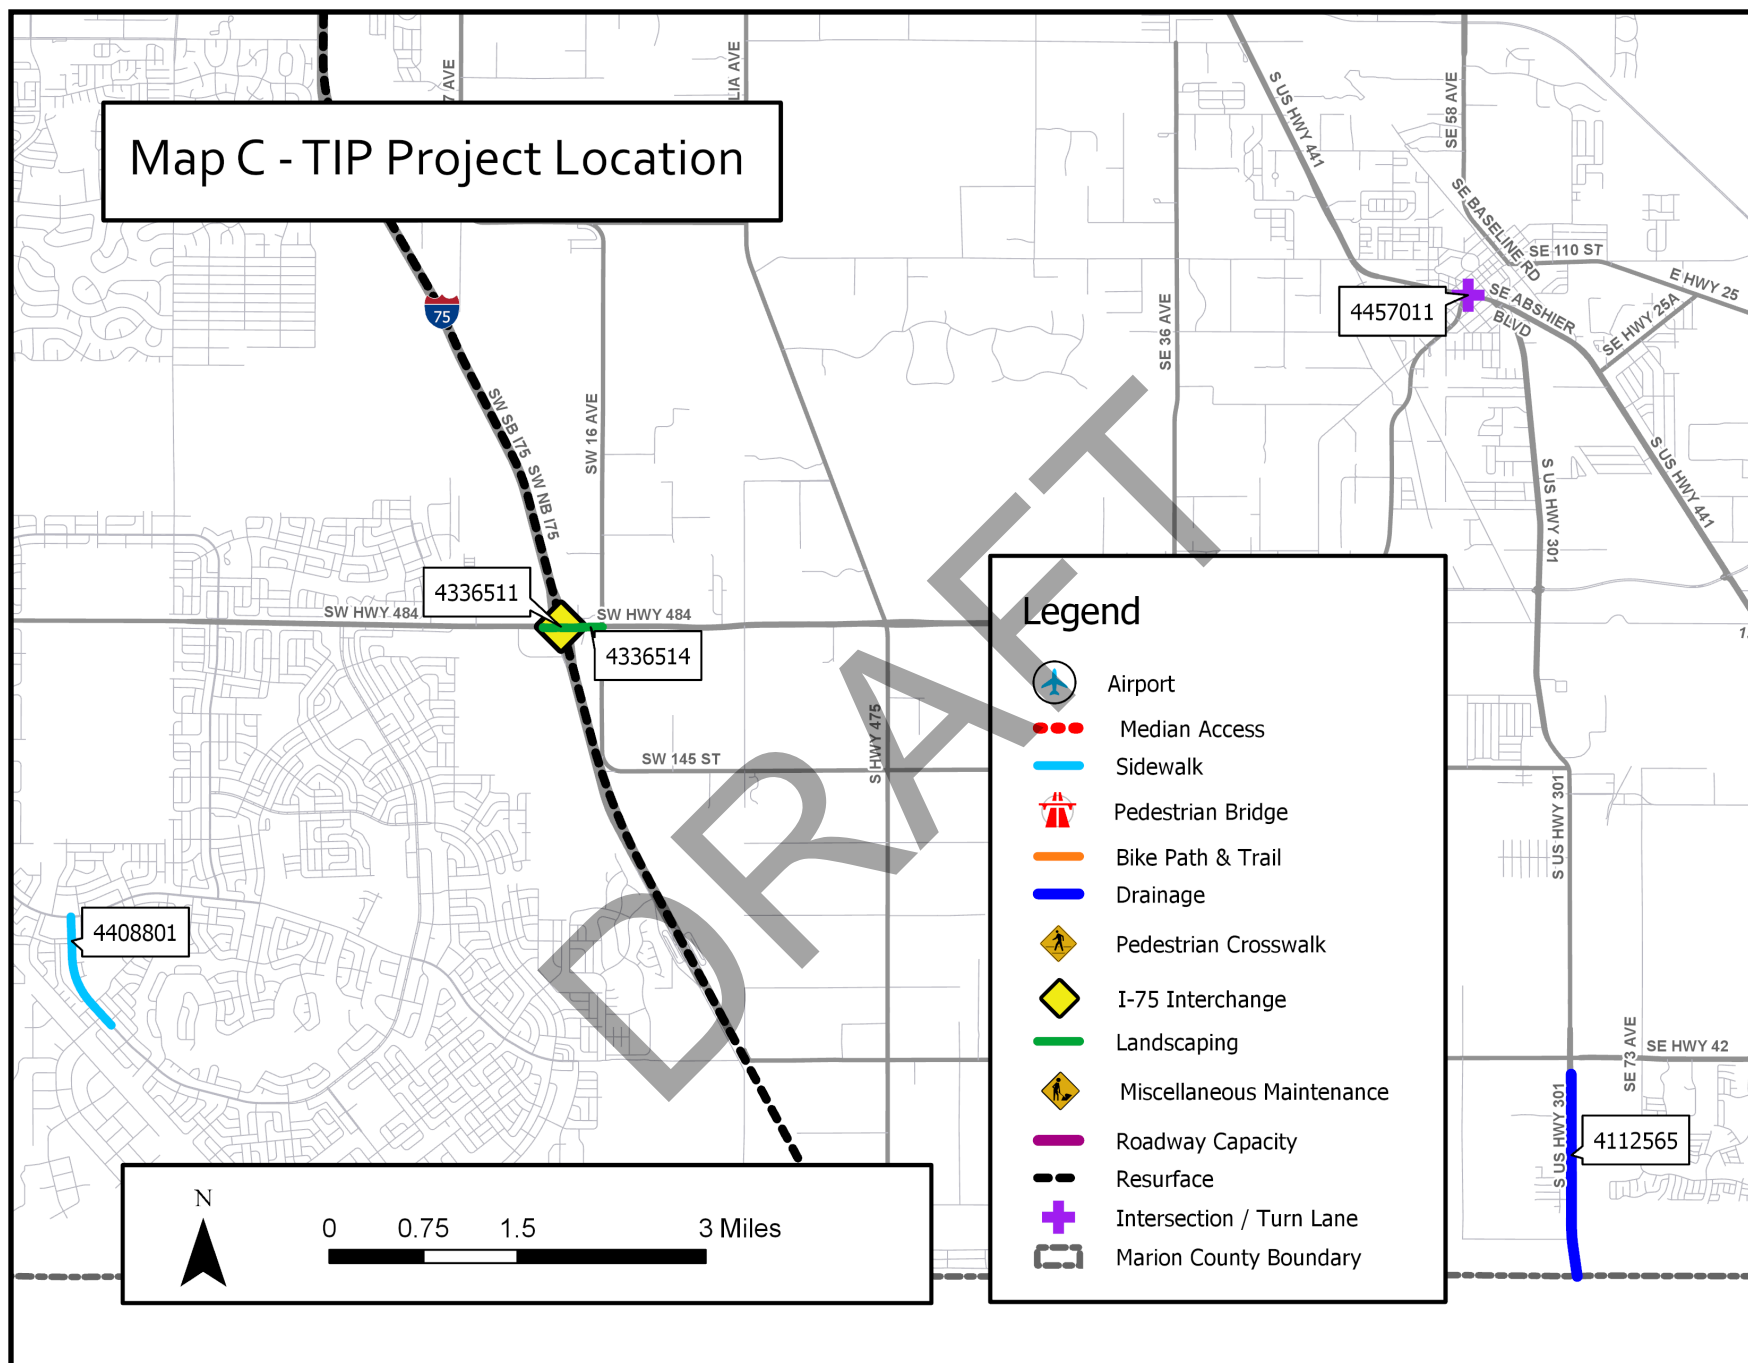 7 AVE
LIA AVE
S US HWY 441
SE 58 AVE
Map C - TIP Project Location
SE BASELINE RD
SE 110 ST
E HWY 25
75
4457011
SE ABSHIER
BLVD
SE HWY 25A
SE 36 AVE
SW SB I75
SW NB I75
SW 16 AVE
S US HWY 301
S US HWY 441
4336511
SW HWY 484
SW HWY 484
4336514
SW 145 ST
S HWY 475
DRAFT
Legend
Airport
Median Access
Sidewalk
Pedestrian Bridge
Bike Path & Trail
Drainage
Pedestrian Crosswalk
I-75 Interchange
Landscaping
Miscellaneous Maintenance
Roadway Capacity
Resurface
Intersection / Turn Lane
Marion County Boundary
S US HWY 301
4408801
SE 73 AVE
SE HWY 42
S US HWY 301
4112565
N
0 0.75 1.5 3 Miles